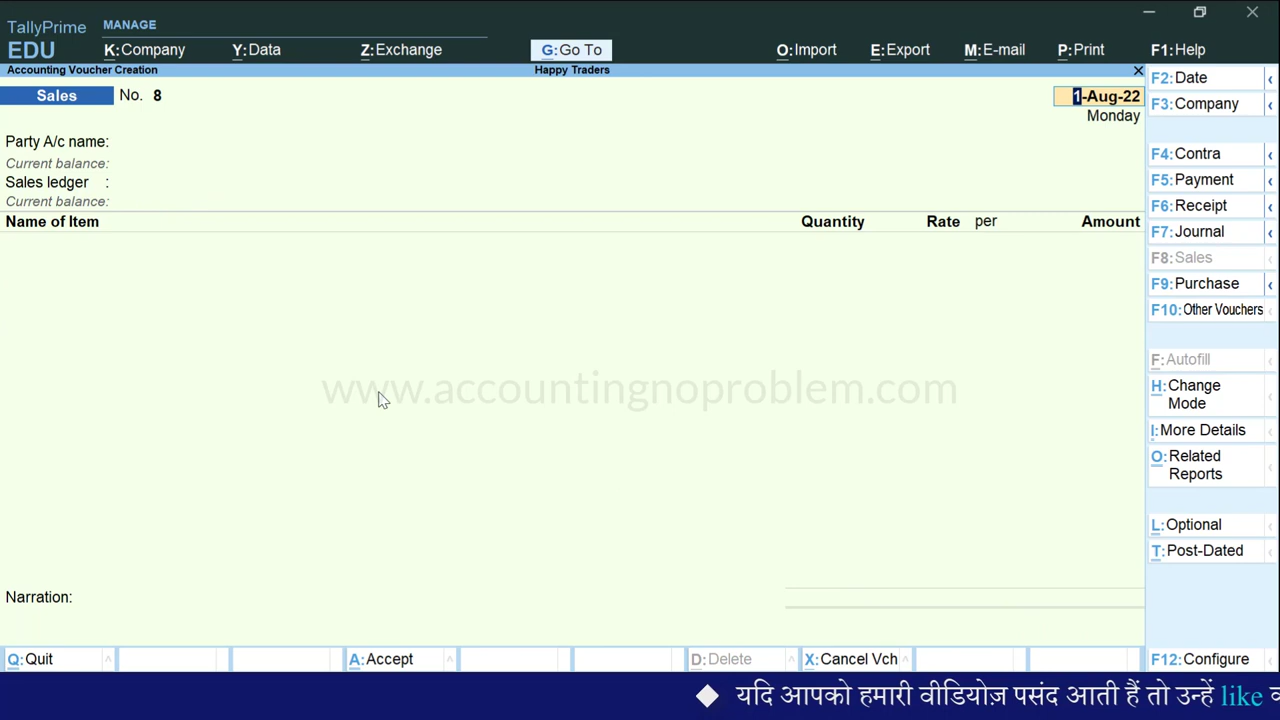 TallyPrime MANAGE
EDU K:Company Y:Data Z:Exchange G:Go To O:Import E:Export M:E-mail P:Print F1:Help
Accounting Voucher Creation Happy Traders
Sales No. 8 1-Aug-22
Monday
Party A/c name:
Current balance:
Sales ledger :
Current balance:
Name of Item Quantity Rate per Amount
www.accountingnoproblem.com
Narration:
F2:Date
F3:Company
F4:Contra
F5:Payment
F6:Receipt
F7:Journal
F8:Sales
F9:Purchase
F10:Other Vouchers
F:Autofill
H:Change
Mode
I:More Details
O:Related
Reports
L:Optional
T:Post-Dated
Q:Quit A:Accept D:Delete X:Cancel Vch F12:Configure
यदि आपको हमारी वीडियोज़ पसंद आती हैं तो उन्हें like